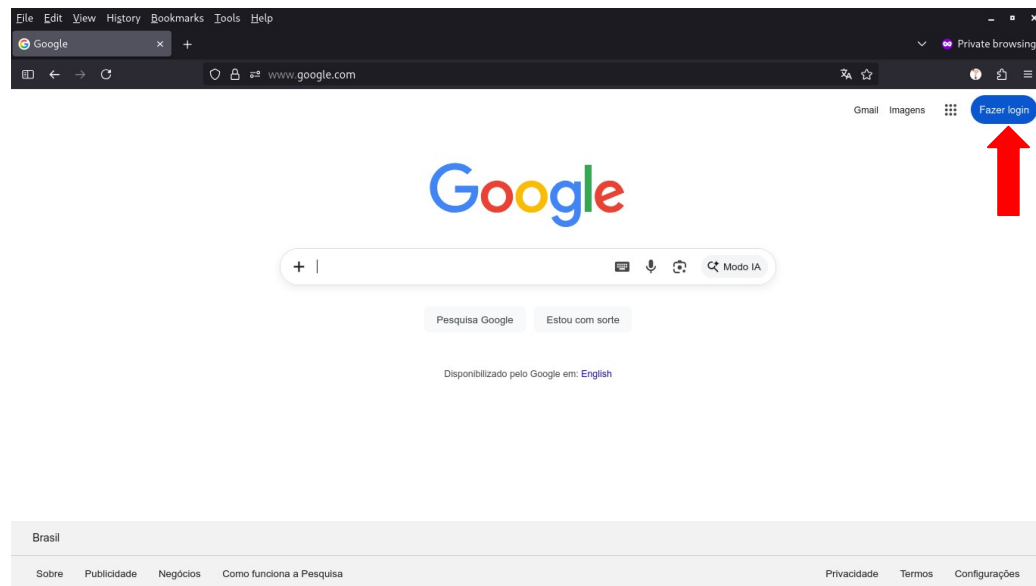 File Edit View History Bookmarks Tools Help
Google
Private browsing
www.google.com
Gmail Imagens Fazer login
Google
Modo IA
Pesquisa Google Estou com sorte
Disponibilizado pelo Google em: English
Brasil
Sobre Publicidade Negócios Como funciona a Pesquisa Privacidade Termos Configurações